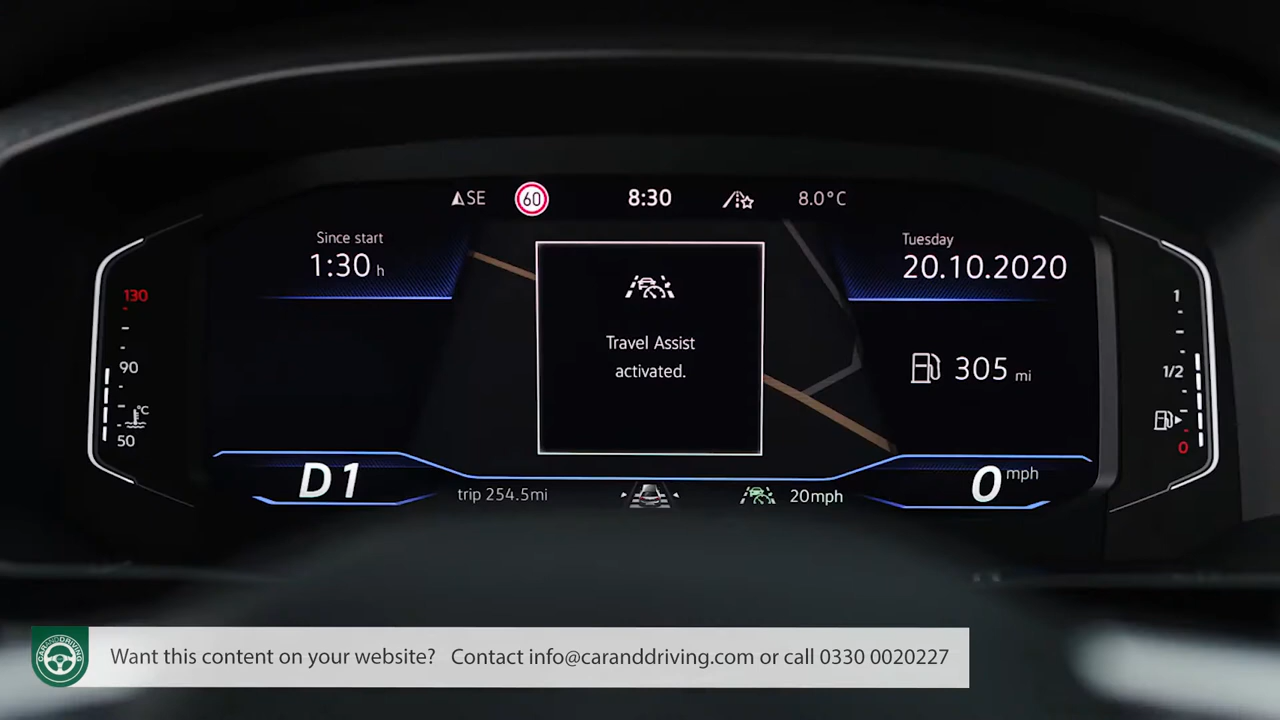 SE 60 8:30 8.0°C
Since start
1:30 h
Tuesday
20.10.2020
130
90
°C
50
Travel Assist
activated.
305 mi
1
1/2
0
D1
trip 254.5mi
20mph
0 mph
CARANDDRIVING
Want this content on your website? Contact info@caranddriving.com or call 0330 0020227